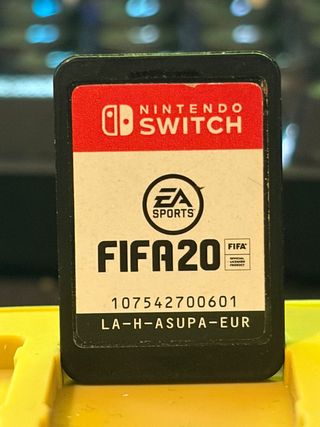 NINTENDO
SWITCH
EA
SPORTS
FIFA20
FIFA
OFFICIAL
LICENSED
PRODUCT
107542700601
LA-H-ASUPA-EUR